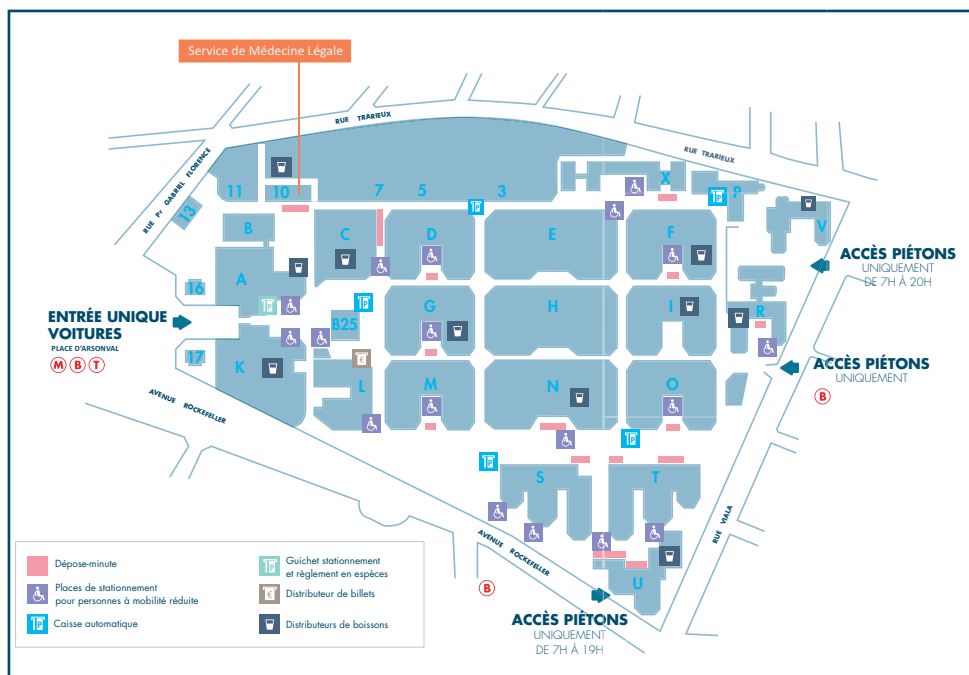 Service de Médecine Légale
RUE TRARIEUX
RUE TRARIEUX
RUE Pr GABRIEL FLORENCE
11
10
7
5
3
X
P
13
B
C
D
E
F
V
A
16
ACCÈS PIÉTONS
UNIQUEMENT
DE 7H À 20H
ENTRÉE UNIQUE
VOITURES
PLACE D'ARSONVAL
M B T
B25
G
H
I
R
17
K
L
M
N
O
ACCÈS PIÉTONS
UNIQUEMENT
B
AVENUE ROCKEFELLER
S
T
RUE VIALA
AVENUE ROCKEFELLER
B
U
ACCÈS PIÉTONS
UNIQUEMENT
DE 7H À 19H
Dépose-minute
Places de stationnement
pour personnes à mobilité réduite
Caisse automatique
Guichet stationnement
et règlement en espèces
Distributeur de billets
Distributeurs de boissons